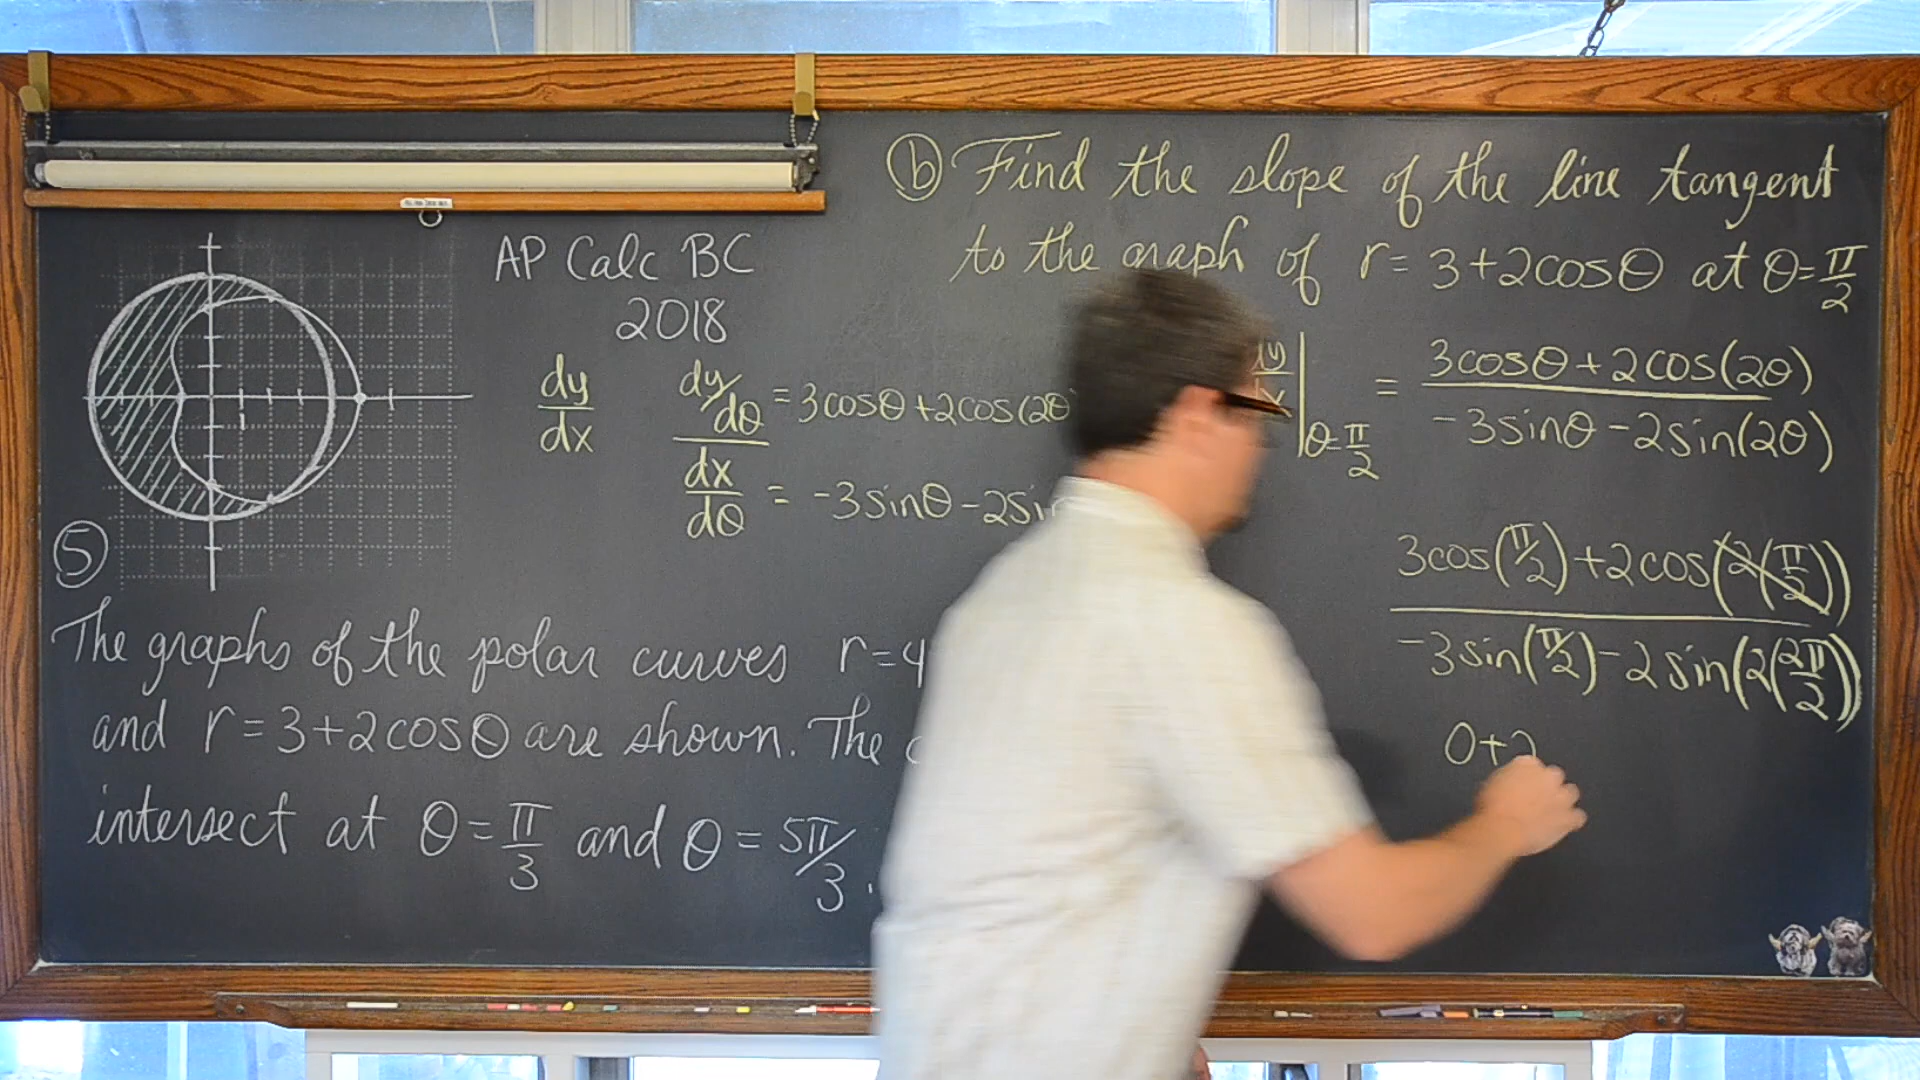 AP Calc BC
2018
dy/dx
dy/dθ = 3cosθ+2cos(2θ
dx/dθ = -3sinθ-2sin
⑤
The graphs of the polar curves r=4
and r=3+2cosθ are shown. The
intersect at θ=π/3 and θ=5π/3.
ⓑ Find the slope of the line tangent
to the graph of r=3+2cosθ at θ=π/2
dy/dx|θ=π/2 = 3cosθ+2cos(2θ)
-3sinθ-2sin(2θ)
3cos(π/2)+2cos(2(π/2))
-3sin(π/2)-2sin(2(2π/2))
0+2